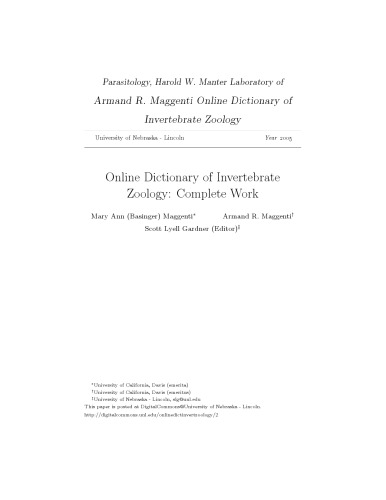 Parasitology, Harold W. Manter Laboratory of
Armand R. Maggenti Online Dictionary of
Invertebrate Zoology
University of Nebraska - Lincoln Year 2005
Online Dictionary of Invertebrate
Zoology: Complete Work
Mary Ann (Basinger) Maggenti* Armand R. Maggenti†
Scott Lyell Gardner (Editor)‡
*University of California, Davis (emerita)
†University of California, Davis (emeritus)
‡University of Nebraska - Lincoln, slg@unl.edu
This paper is posted at DigitalCommons@University of Nebraska - Lincoln.
http://digitalcommons.unl.edu/onlinedictinvertzoology/2